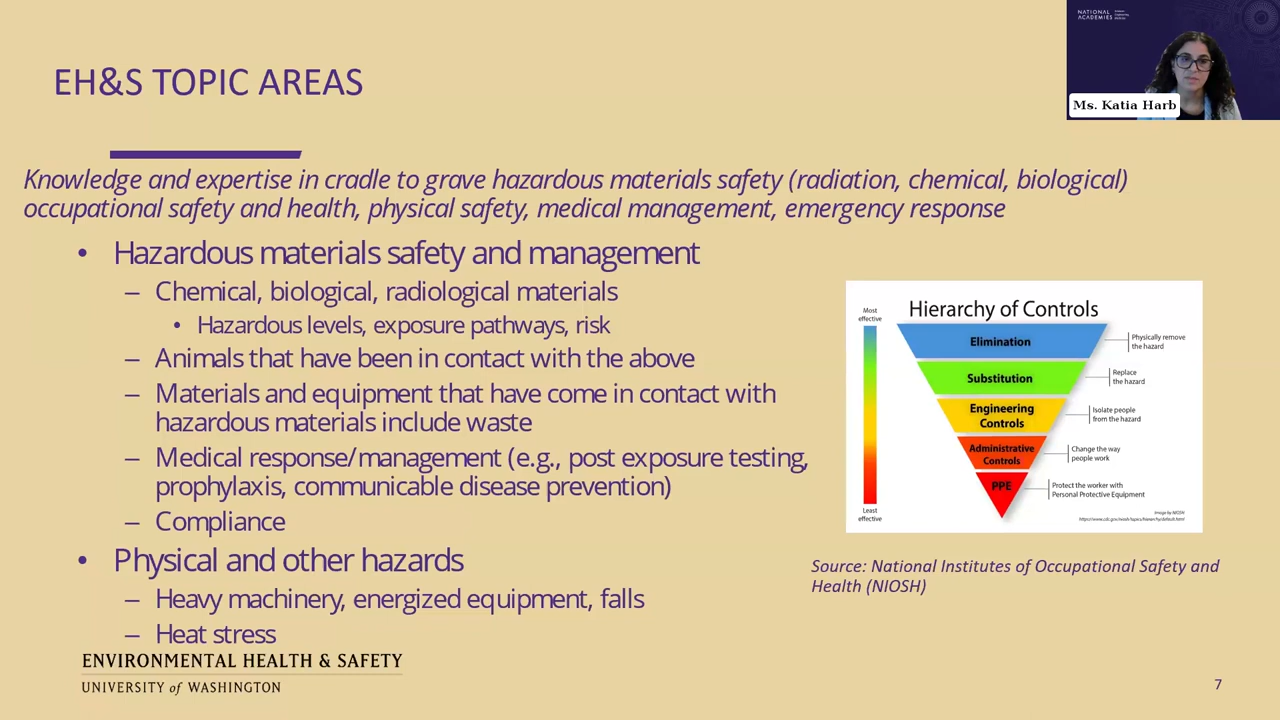 NATIONAL
ACADEMIES
Ms. Katia Harb
EH&S TOPIC AREAS
Knowledge and expertise in cradle to grave hazardous materials safety (radiation, chemical, biological)
occupational safety and health, physical safety, medical management, emergency response
• Hazardous materials safety and management
– Chemical, biological, radiological materials
• Hazardous levels, exposure pathways, risk
– Animals that have been in contact with the above
– Materials and equipment that have come in contact with
hazardous materials include waste
– Medical response/management (e.g., post exposure testing,
prophylaxis, communicable disease prevention)
– Compliance
• Physical and other hazards
– Heavy machinery, energized equipment, falls
– Heat stress
Hierarchy of Controls
Most
effective
Elimination
Physically remove
the hazard
Substitution
Replace
the hazard
Engineering
Controls
Isolate people
from the hazard
Administrative
Controls
Change the way
people work
PPE
Protect the worker with
Personal Protective Equipment
Least
effective
Image by NIOSH
Source: National Institutes of Occupational Safety and
Health (NIOSH)
ENVIRONMENTAL HEALTH & SAFETY
UNIVERSITY of WASHINGTON
7